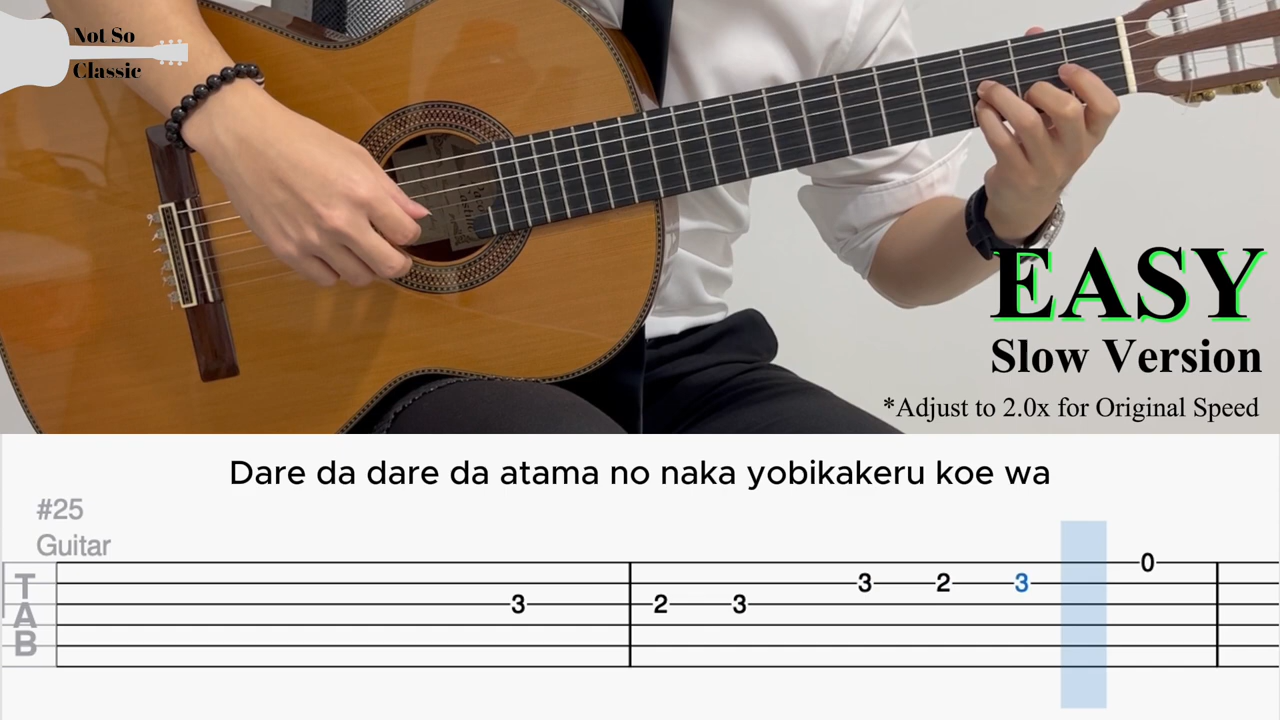 Not So
Classic
EASY
Slow Version
*Adjust to 2.0x for Original Speed
Dare da dare da atama no naka yobikakeru koe wa
#25
Guitar
T
A
B
3 2 3 3 2 3 0